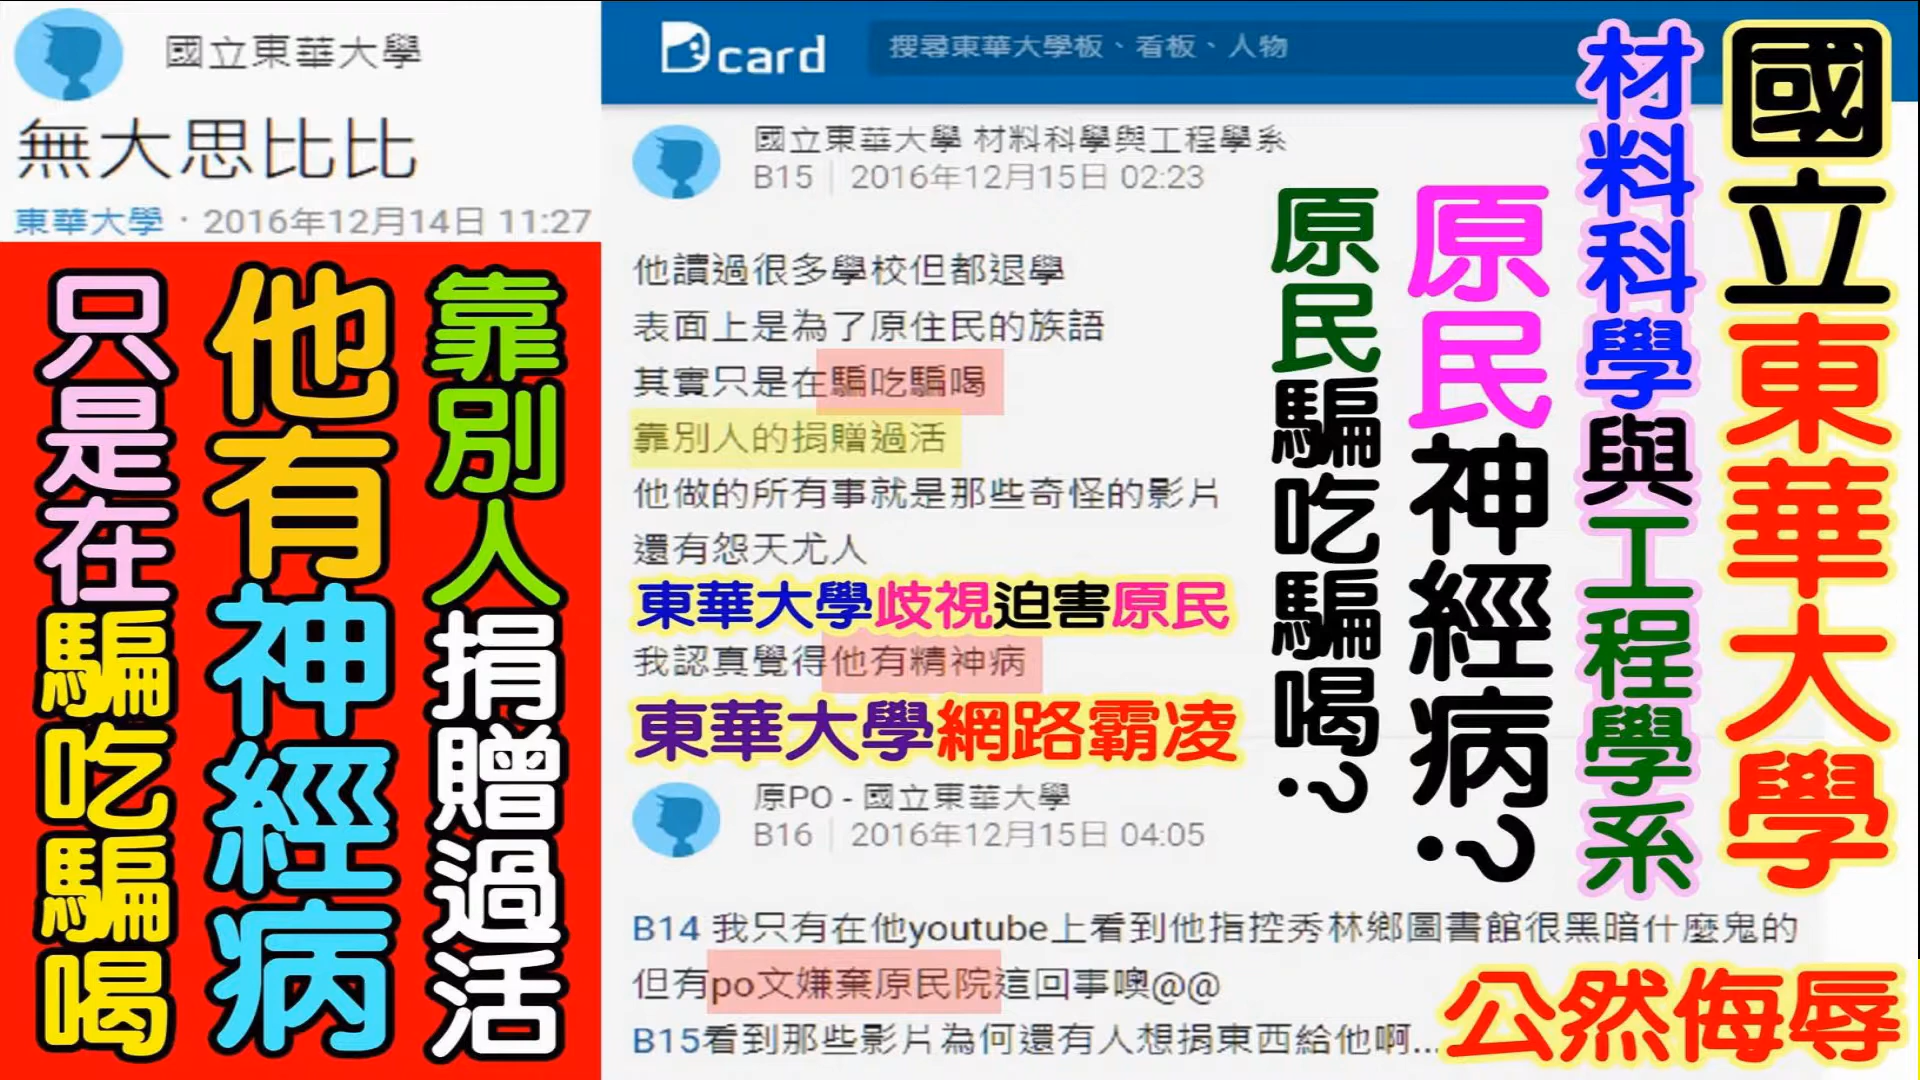 國立東華大學
無大思比比
東華大學・2016年12月14日 11:27
靠別人捐贈過活
他有神經病
只是在騙吃騙喝
Dcard
搜尋東華大學板、看板、人物
國立東華大學 材料科學與工程學系
B15 | 2016年12月15日 02:23
他讀過很多學校但都退學
表面上是為了原住民的族語
其實只是在騙吃騙喝
靠別人的捐贈過活
他做的所有事就是那些奇怪的影片
還有怨天尤人
東華大學歧視迫害原民
我認真覺得他有精神病
東華大學網路霸凌
原PO - 國立東華大學
B16 | 2016年12月15日 04:05
B14 我只有在他youtube上看到他指控秀林鄉圖書館很黑暗什麼鬼的
但有po文嫌棄原民院這回事噢@@
B15看到那些影片為何還有人想捐東西給他啊...
國立東華大學
材料科學與工程學系
原民神經病?
原民騙吃騙喝?
公然侮辱